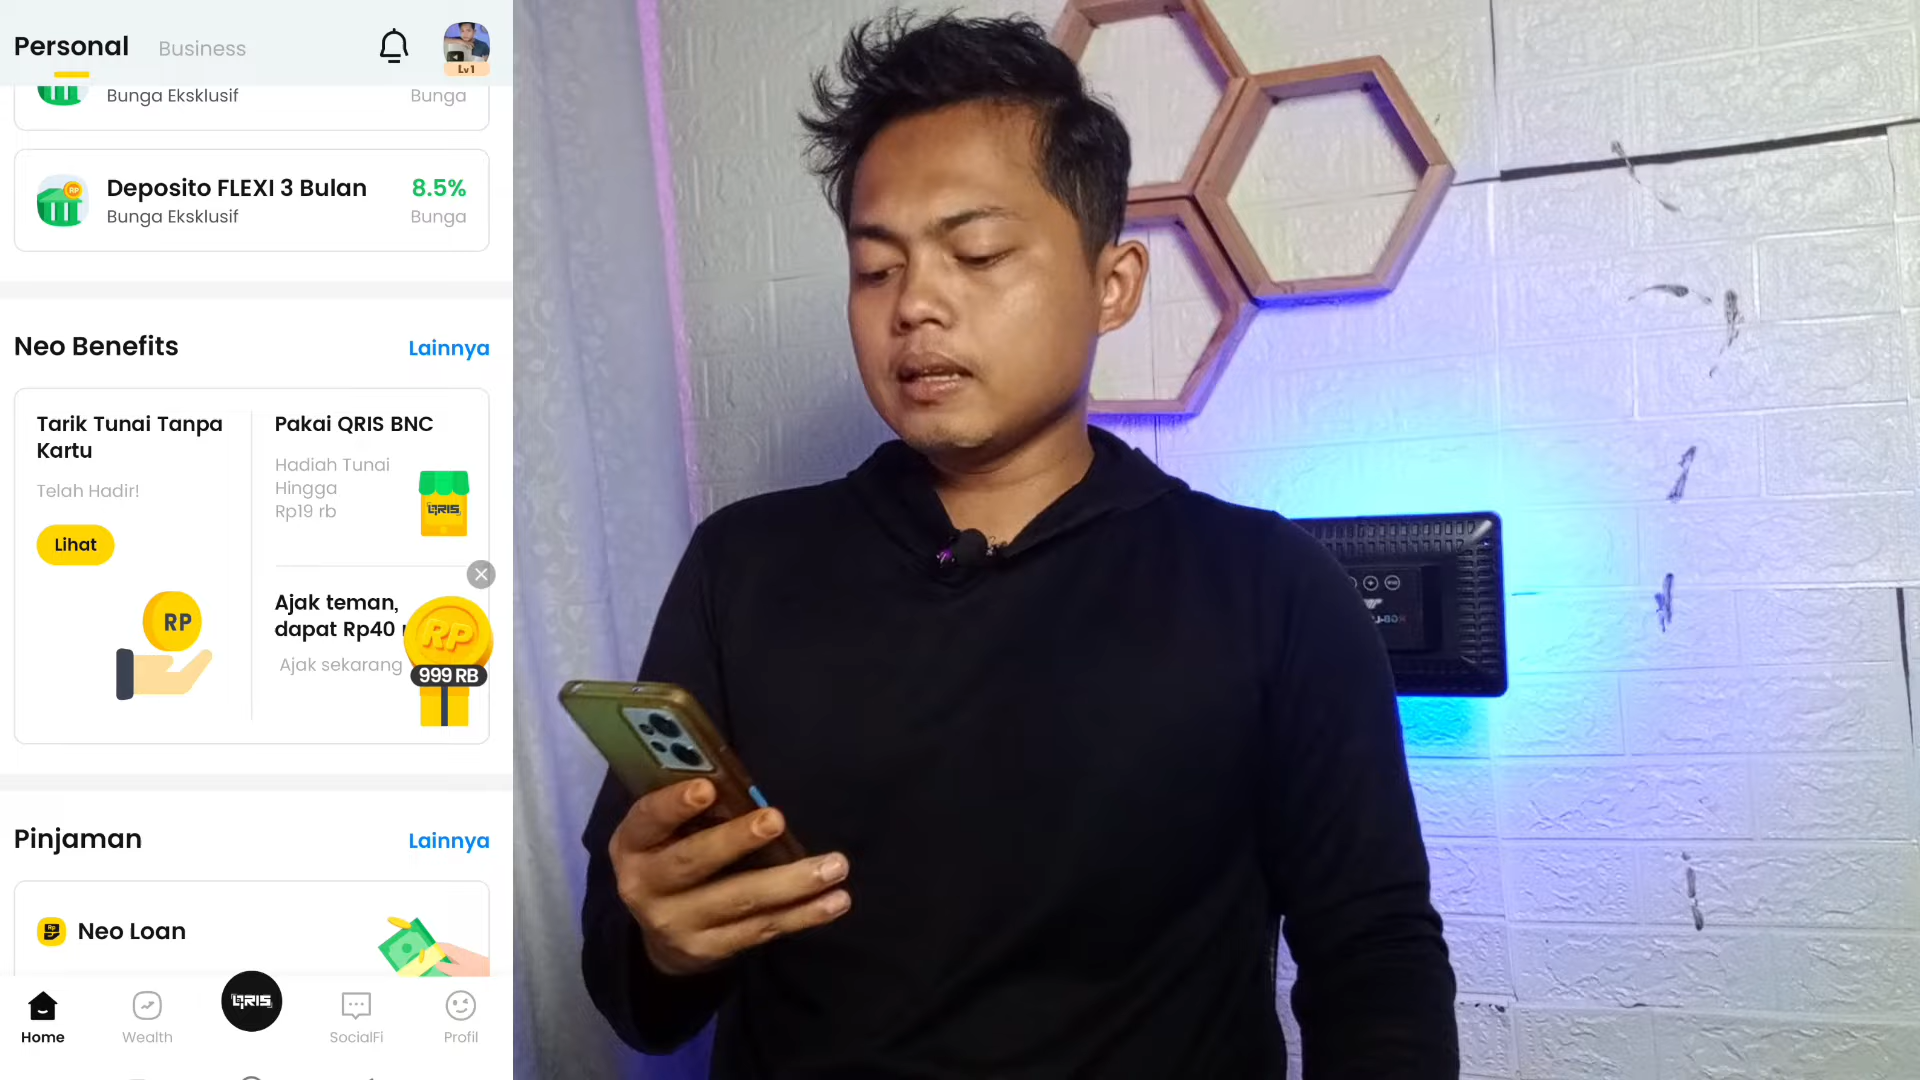 Personal
Business
Lv1
Bunga Eksklusif
Bunga
RP
Deposito FLEXI 3 Bulan
8.5%
Bunga Eksklusif
Bunga
Neo Benefits
Lainnya
Tarik Tunai Tanpa
Kartu
Telah Hadir!
Lihat
RP
Pakai QRIS BNC
Hadiah Tunai
Hingga
Rp19 rb
QRIS
Ajak teman,
dapat Rp40
Ajak sekarang
RP
999 RB
Pinjaman
Lainnya
Neo Loan
Home
Wealth
QRIS
SocialFi
Profil